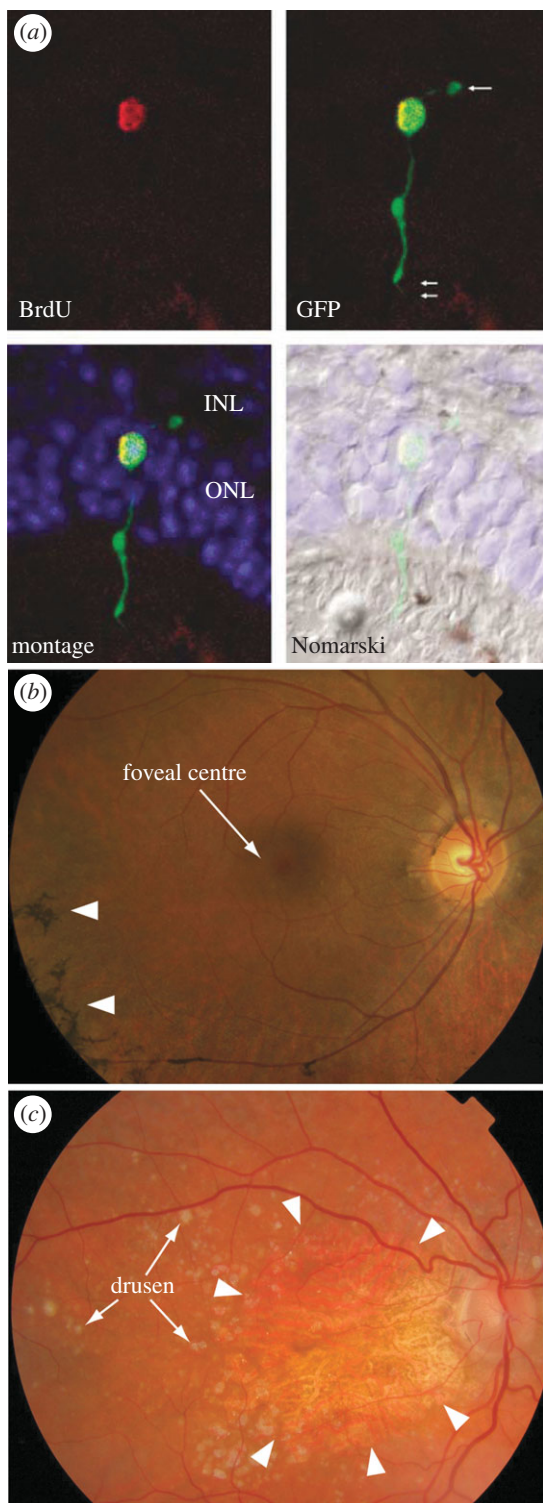 (a)
BrdU
GFP
INL
ONL
montage
Nomarski
(b)
foveal centre
(c)
drusen